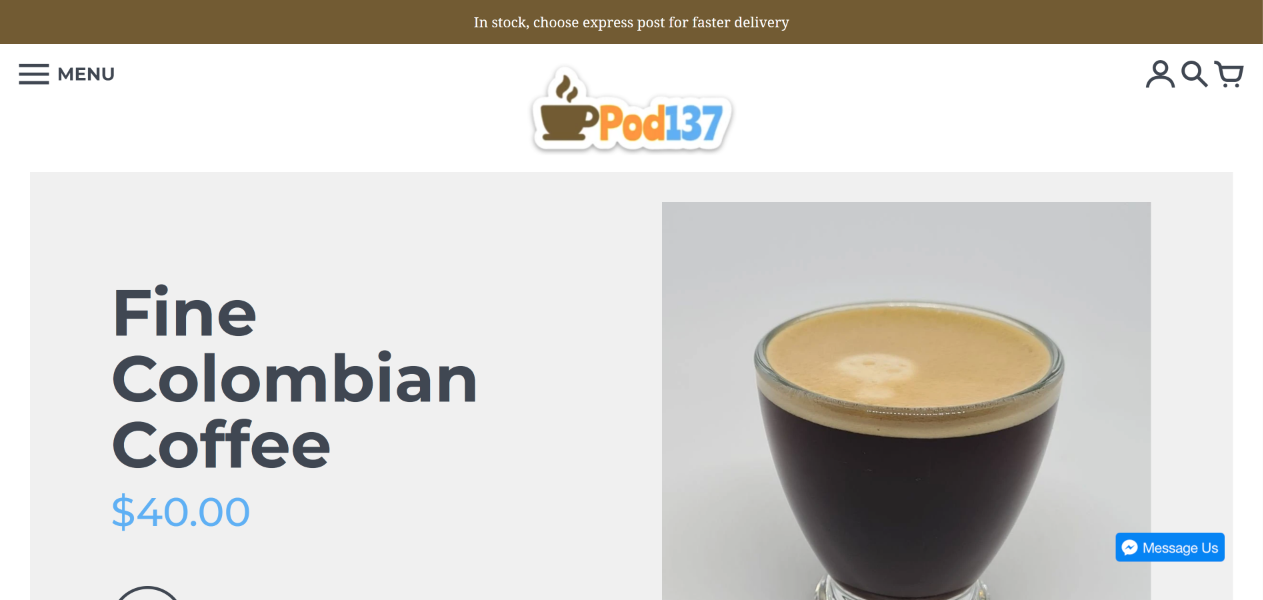 In stock, choose express post for faster delivery
MENU
Pod137
Fine
Colombian
Coffee
$40.00
Message Us